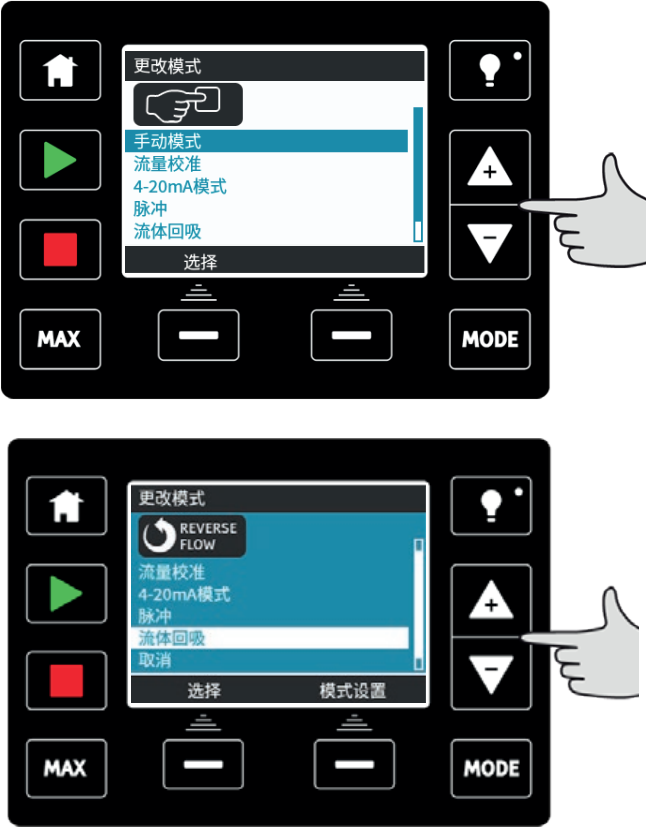 更改模式
手动模式
流量校准
4-20mA模式
脉冲
流体回吸
选择
+
−
MAX
MODE
更改模式
REVERSE
FLOW
流量校准
4-20mA模式
脉冲
流体回吸
取消
选择
模式设置
+
−
MAX
MODE